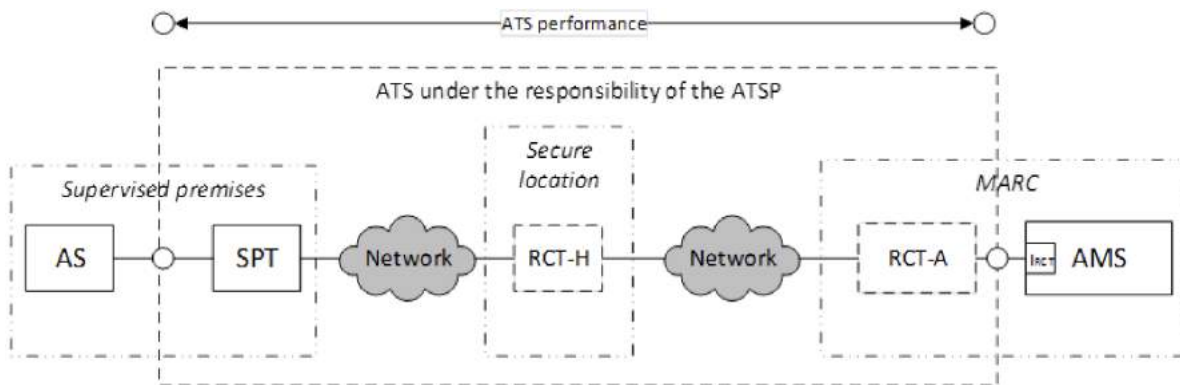 ATS performance
ATS under the responsibility of the ATSP
Secure
location
Supervised premises
MARC
AS
SPT
Network
RCT-H
Network
RCT-A
IRCT
AMS